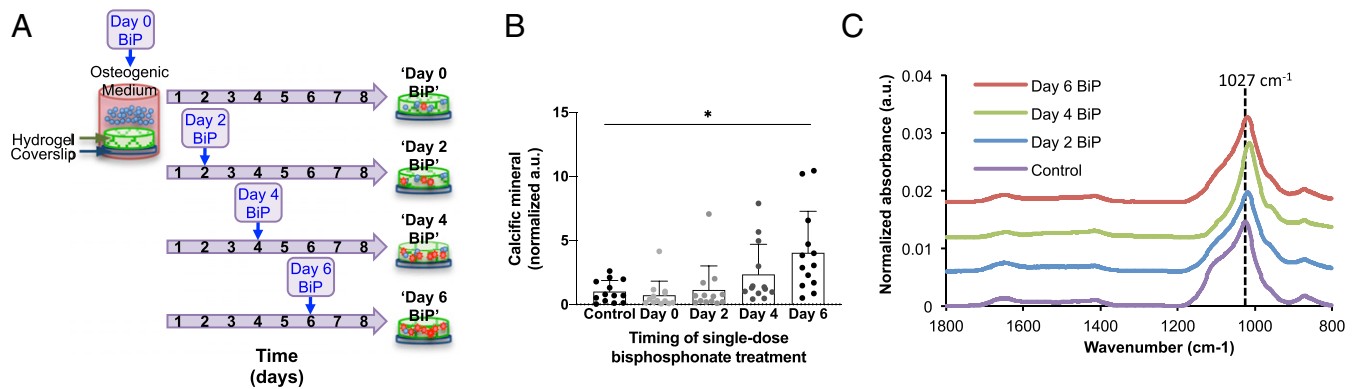 A
Day 0
BiP
Osteogenic
Medium
Hydrogel
Coverslip
1 2 3 4 5 6 7 8
'Day 0
BiP'
Day 2
BiP
1 2 3 4 5 6 7 8
'Day 2
BiP'
Day 4
BiP
1 2 3 4 5 6 7 8
'Day 4
BiP'
Day 6
BiP
1 2 3 4 5 6 7 8
'Day 6
BiP'
Time
(days)
B
Calcific mineral
(normalized a.u.)
15
10
5
0
*
Control Day 0 Day 2 Day 4 Day 6
Timing of single-dose
bisphosphonate treatment
C
Normalized absorbance (a.u.)
0.04
0.03
0.02
0.01
0
Day 6 BiP
Day 4 BiP
Day 2 BiP
Control
1027 cm-1
1800 1600 1400 1200 1000 800
Wavenumber (cm-1)